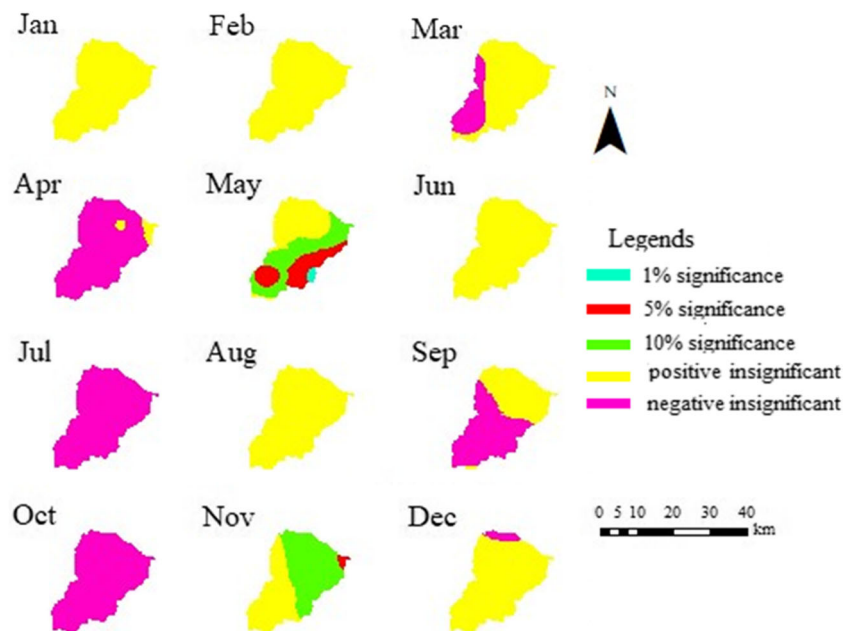 Jan
Feb
Mar
N
Apr
May
Jun
Legends
1% significance
5% significance
10% significance
positive insignificant
negative insignificant
Jul
Aug
Sep
Oct
Nov
Dec
0 5 10 20 30 40
km